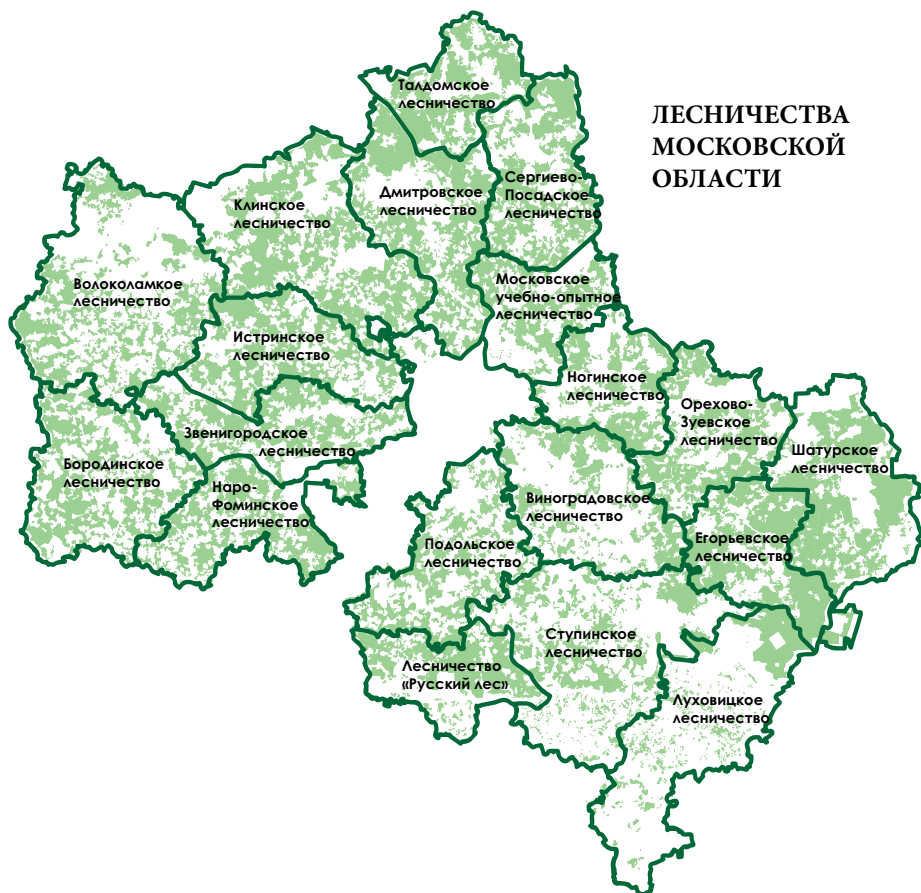 ЛЕСНИЧЕСТВА
МОСКОВСКОЙ
ОБЛАСТИ
Талдомское
лесничество
Сергиево-
Посадское
лесничество
Дмитровское
лесничество
Клинское
лесничество
Волоколамкое
лесничество
Московское
учебно-опытное
лесничество
Истринское
лесничество
Ногинское
лесничество
Орехово-
Зуевское
лесничество
Шатурское
лесничество
Звенигородское
лесничество
Бородинское
лесничество
Наро-
Фоминское
лесничество
Виноградовское
лесничество
Егорьевское
лесничество
Подольское
лесничество
Ступинское
лесничество
Лесничество
«Русский лес»
Луховицкое
лесничество